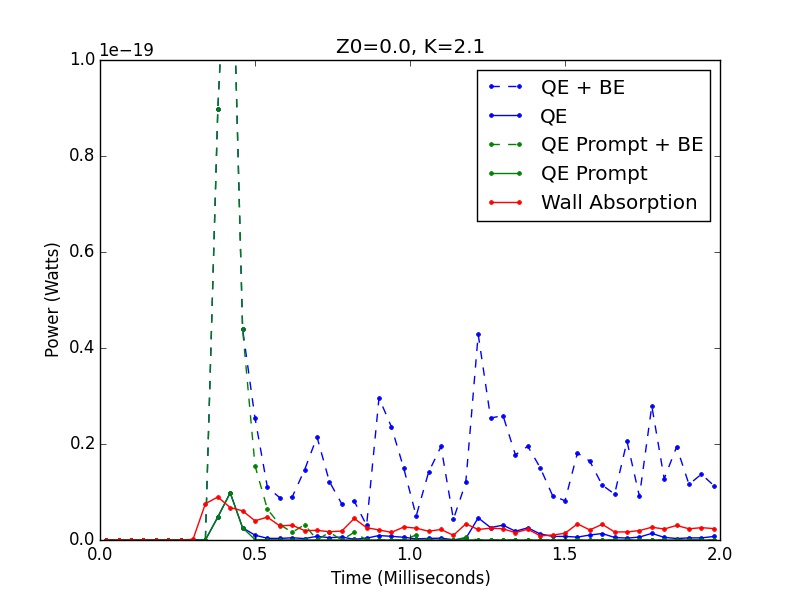 Z0=0.0, K=2.1
1e−19
1.0
0.8
0.6
0.4
0.2
0.0
Power (Watts)
QE + BE
QE
QE Prompt + BE
QE Prompt
Wall Absorption
0.0 0.5 1.0 1.5 2.0
Time (Milliseconds)